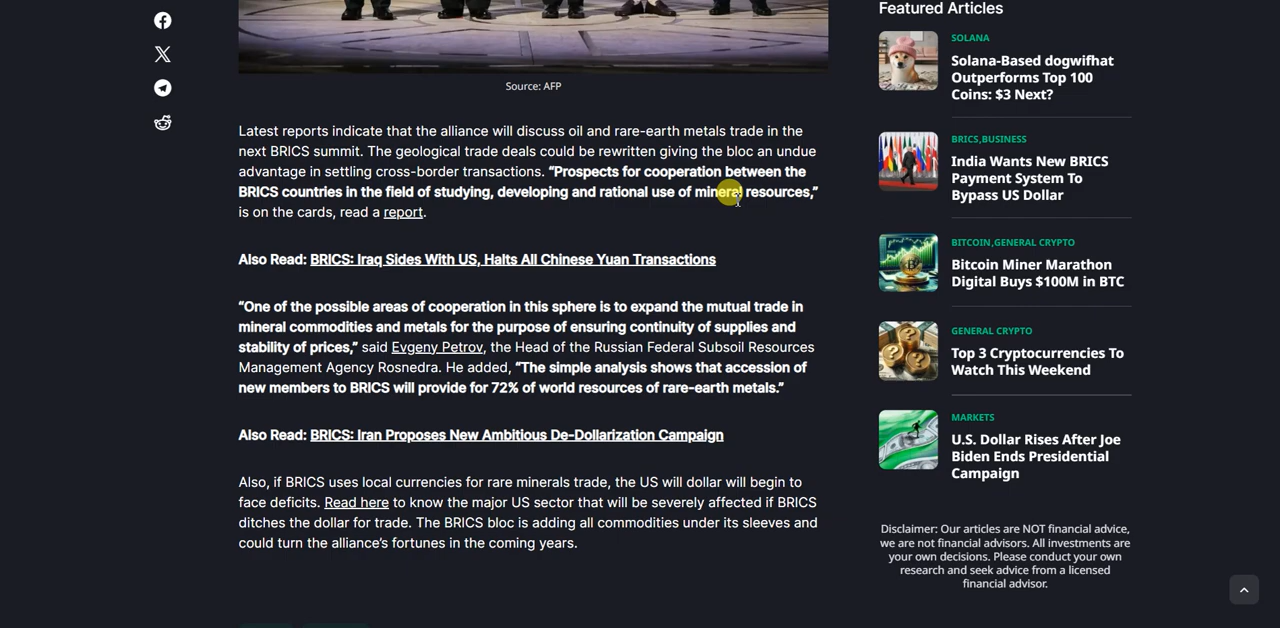 Source: AFP
Latest reports indicate that the alliance will discuss oil and rare-earth metals trade in the
next BRICS summit. The geological trade deals could be rewritten giving the bloc an undue
advantage in settling cross-border transactions. “Prospects for cooperation between the
BRICS countries in the field of studying, developing and rational use of mineral resources,”
is on the cards, read a report.
Also Read: BRICS: Iraq Sides With US, Halts All Chinese Yuan Transactions
“One of the possible areas of cooperation in this sphere is to expand the mutual trade in
mineral commodities and metals for the purpose of ensuring continuity of supplies and
stability of prices,” said Evgeny Petrov, the Head of the Russian Federal Subsoil Resources
Management Agency Rosnedra. He added, “The simple analysis shows that accession of
new members to BRICS will provide for 72% of world resources of rare-earth metals.”
Also Read: BRICS: Iran Proposes New Ambitious De-Dollarization Campaign
Also, if BRICS uses local currencies for rare minerals trade, the US will dollar will begin to
face deficits. Read here to know the major US sector that will be severely affected if BRICS
ditches the dollar for trade. The BRICS bloc is adding all commodities under its sleeves and
could turn the alliance’s fortunes in the coming years.
Featured Articles
SOLANA
Solana-Based dogwifhat
Outperforms Top 100
Coins: $3 Next?
BRICS,BUSINESS
India Wants New BRICS
Payment System To
Bypass US Dollar
BITCOIN,GENERAL CRYPTO
Bitcoin Miner Marathon
Digital Buys $100M in BTC
GENERAL CRYPTO
Top 3 Cryptocurrencies To
Watch This Weekend
MARKETS
U.S. Dollar Rises After Joe
Biden Ends Presidential
Campaign
Disclaimer: Our articles are NOT financial advice,
we are not financial advisors. All investments are
your own decisions. Please conduct your own
research and seek advice from a licensed
financial advisor.